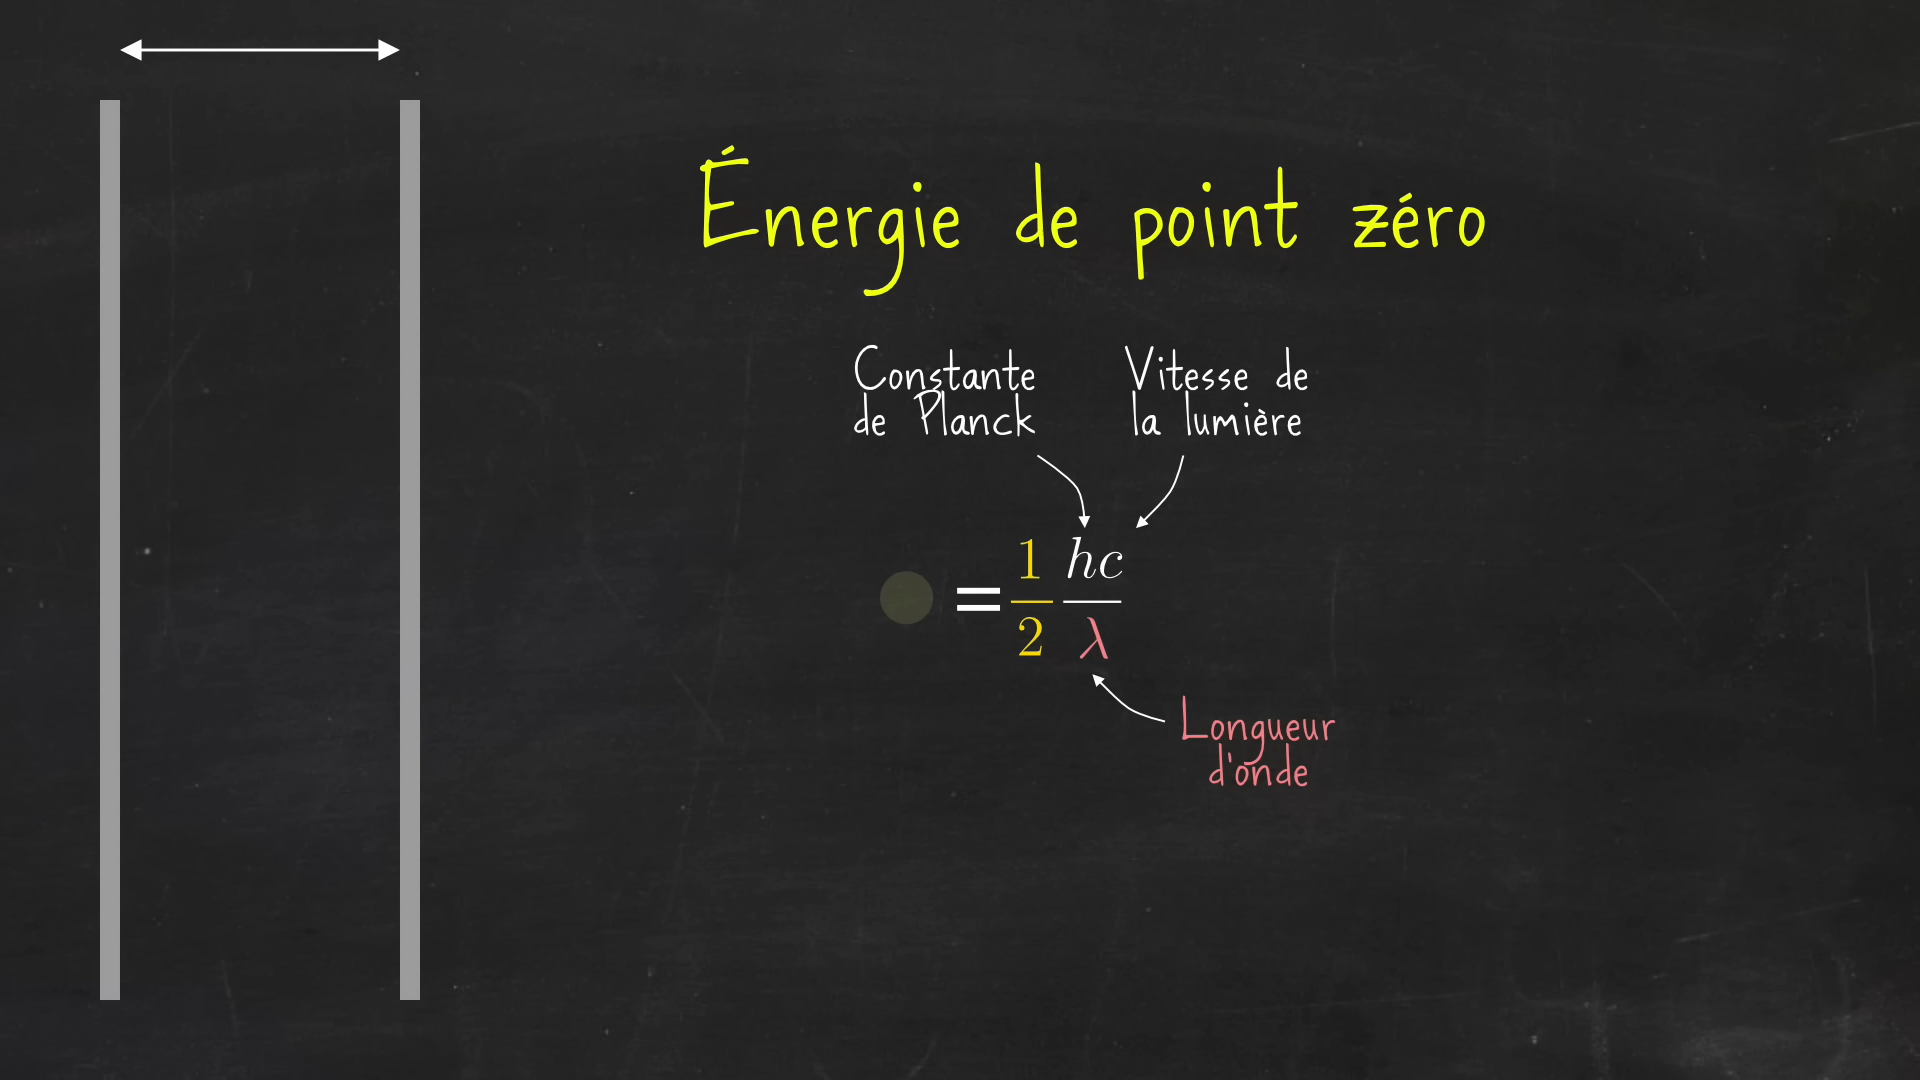 Énergie de point zéro
Constante
de Planck
Vitesse de
la lumière
= 1/2 hc/λ
Longueur
d'onde